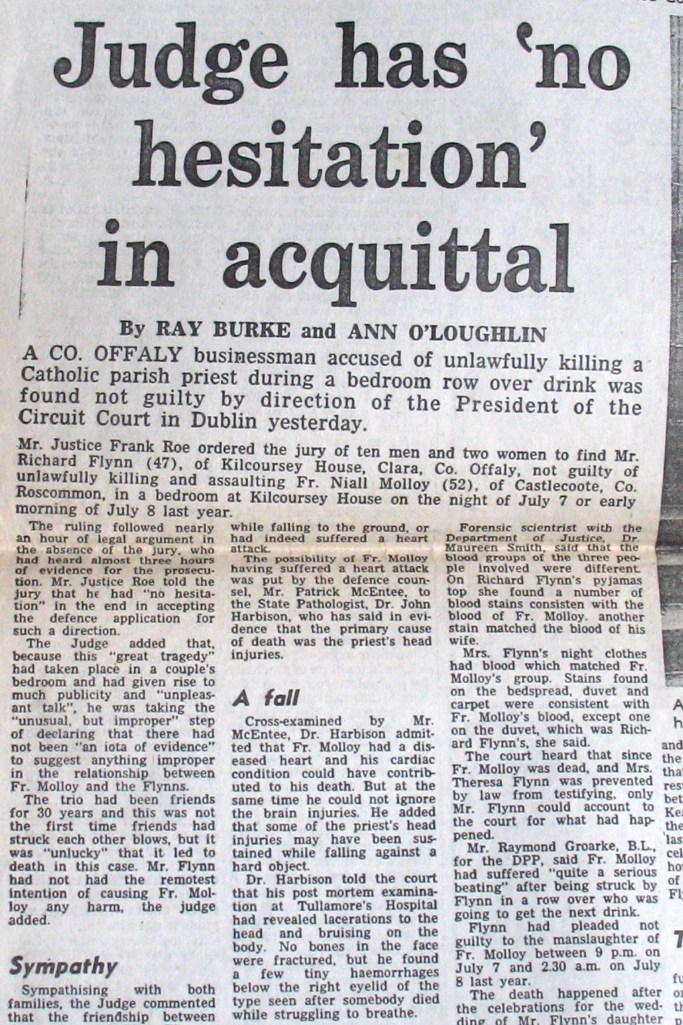 Judge has ‘no
hesitation’
in acquittal
By RAY BURKE and ANN O'LOUGHLIN
A CO. OFFALY businessman accused of unlawfully killing a
Catholic parish priest during a bedroom row over drink was
found not guilty by direction of the President of the
Circuit Court in Dublin yesterday.
Mr. Justice Frank Roe ordered the jury of ten men and two women to find Mr.
Richard Flynn (47), of Kilcoursey House, Clara, Co. Offaly, not guilty of
unlawfully killing and assaulting Fr. Niall Molloy (52), of Castlecoote, Co.
Roscommon, in a bedroom at Kilcoursey House on the night of July 7 or early
morning of July 8 last year.
The ruling followed nearly
an hour of legal argument in
the absence of the jury, who
had heard almost three hours
of evidence for the prosecu-
tion. Mr. Justice Roe told the
jury that he had "no hesita-
tion" in the end in accepting
the defence application for
such a direction.
The Judge added that,
because this "great tragedy"
had taken place in a couple's
bedroom and had given rise to
much publicity and "unpleas-
ant talk", he was taking the
"unusual, but improper" step
of declaring that there had
not been "an iota of evidence"
to suggest anything improper
in the relationship between
Fr. Molloy and the Flynns.
The trio had been friends
for 30 years and this was not
the first time friends had
struck each other blows, but it
was "unlucky" that it led to
death in this case. Mr. Flynn
had not had the remotest
intention of causing Fr. Mol-
loy any harm, the judge
added.
Sympathy
Sympathising with both
families, the Judge commented
that the friendship between
while falling to the ground, or
had indeed suffered a heart
attack.
The possibility of Fr. Molloy
having suffered a heart attack
was put by the defence coun-
sel, Mr. Patrick McEntee, to
the State Pathologist, Dr. John
Harbison, who has said in evi-
dence that the primary cause
of death was the priest's head
injuries.
A fall
Cross-examined by Mr.
McEntee, Dr. Harbison admit-
ted that Fr. Molloy had a dis-
eased heart and his cardiac
condition could have contrib-
uted to his death. But at the
same time he could not ignore
the brain injuries. He added
that some of the priest's head
injuries may have been sus-
tained while falling against a
hard object.
Dr. Harbison told the court
that his post mortem examina-
tion at Tullamore's Hospital
had revealed lacerations to the
head and bruising on the
body. No bones in the face
were fractured, but he found
a few tiny haemorrhages
below the right eyelid of the
type seen after somebody died
while struggling to breathe.
Forensic scientist with the
Department of Justice, Dr.
Maureen Smith, said that the
blood groups of the three peo-
ple involved were different.
On Richard Flynn's pyjamas
top she found a number of
blood stains consisten with the
blood of Fr. Molloy. another
stain matched the blood of his
wife.
Mrs. Flynn's night clothes
had blood which matched Fr.
Molloy's group. Stains found
on the bedspread, duvet and
carpet were consistent with
Fr. Molloy's blood, except one
on the duvet, which was Rich-
ard Flynn's, she said.
The court heard that since
Fr. Molloy was dead, and Mrs.
Theresa Flynn was prevented
by law from testifying, only
Mr. Flynn could account to
the court for what had hap-
pened.
Mr. Raymond Groarke, B.L.,
for the DPP, said Fr. Molloy
had suffered "quite a serious
beating" after being struck by
Flynn in a row over who was
going to get the next drink.
Flynn had pleaded not
guilty to the manslaughter of
Fr. Molloy between 9 p.m. on
July 7 and 2.30 a.m. on July
8 last year.
The death happened after
the celebrations for the wed-
ding of Mr. Flynn's daughter